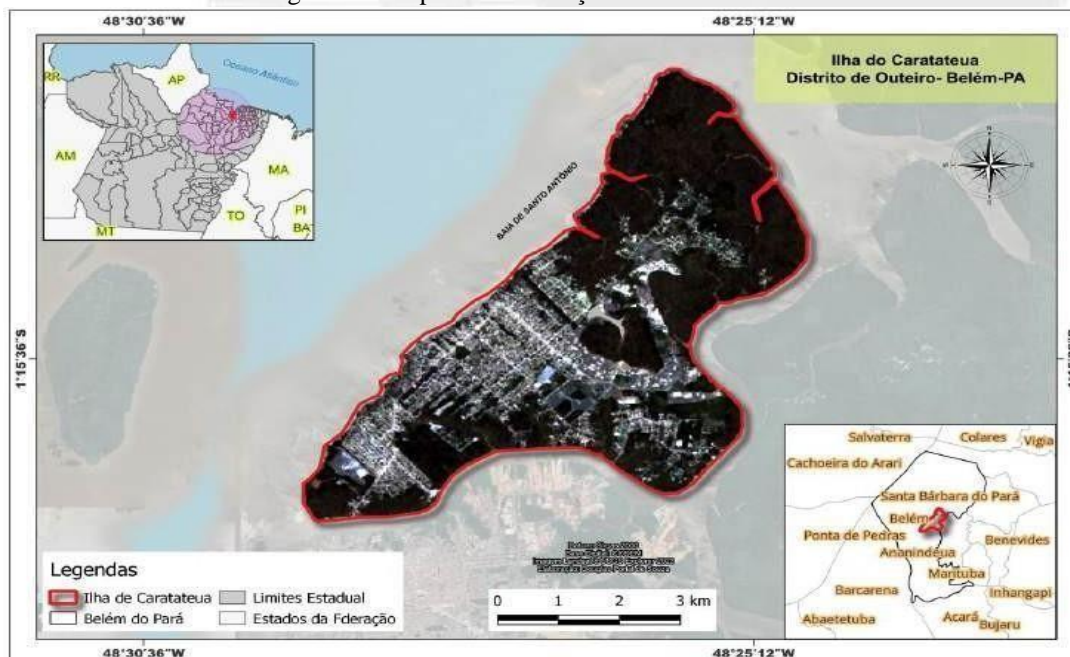 48°30'36"W
48°25'12"W
Ilha do Caratateua
Distrito de Outeiro- Belém-PA
Oceano Atlântico
RR
AP
AM
MA
TO
PI
BA
MT
BAIA DE SANTO ANTÔNIO
1°15'36"S
Salvaterra
Colares
Vigia
Cachoeira do Arari
Santa Bárbara do Pará
Belém
Ponta de Pedras
Benevides
Ananindeua
Marituba
Barcarena
Inhangapi
Abaetetuba
Acará
Bujaru
Legendas
Ilha de Caratateua
Limites Estadual
Belém do Pará
Estados da Fderação
0 1 2 3 km
48°30'36"W
48°25'12"W